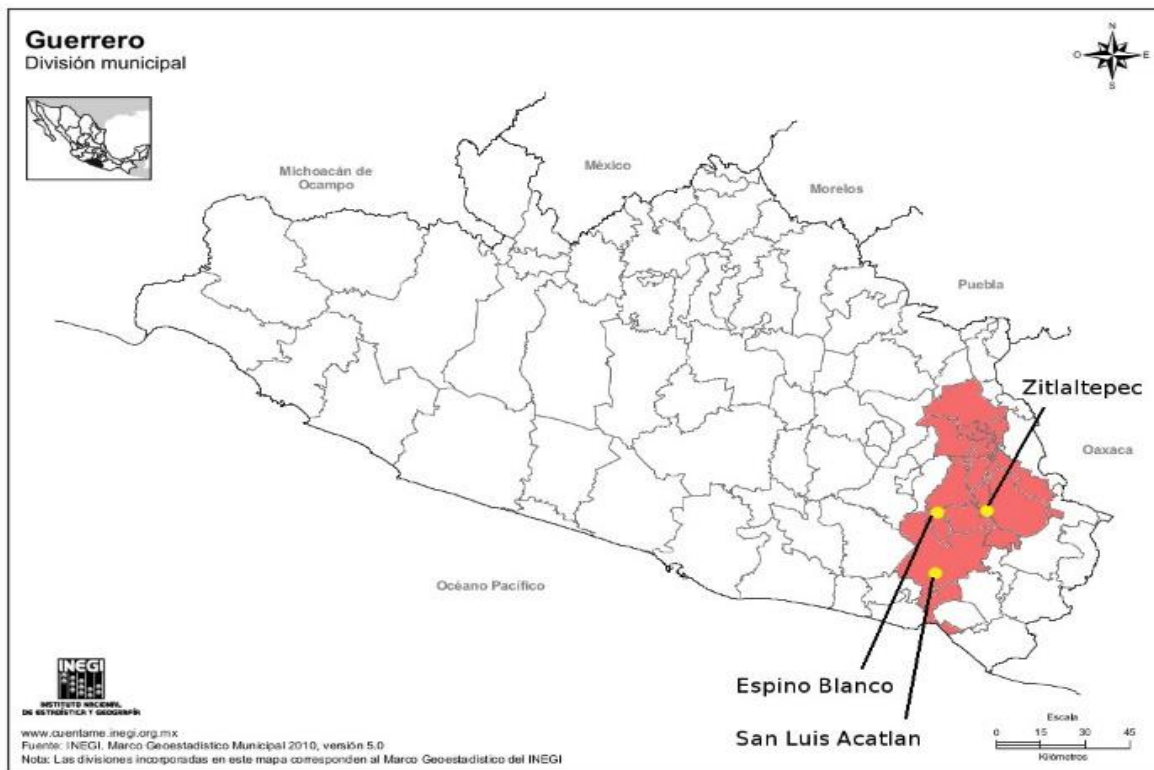 Guerrero
División municipal
N
O
E
S
Michoacán de
Ocampo
México
Morelos
Puebla
Zitlaltepec
Oaxaca
Océano Pacífico
Espino Blanco
San Luis Acatlan
INEGI
INSTITUTO NACIONAL
DE ESTADÍSTICA Y GEOGRAFÍA
www.cuentame.inegi.org.mx
Fuente: INEGI. Marco Geoestadístico Municipal 2010, versión 5.0
Nota: Las divisiones incorporadas en este mapa corresponden al Marco Geoestadístico del INEGI
Escala
0 15 30 45
Kilómetros